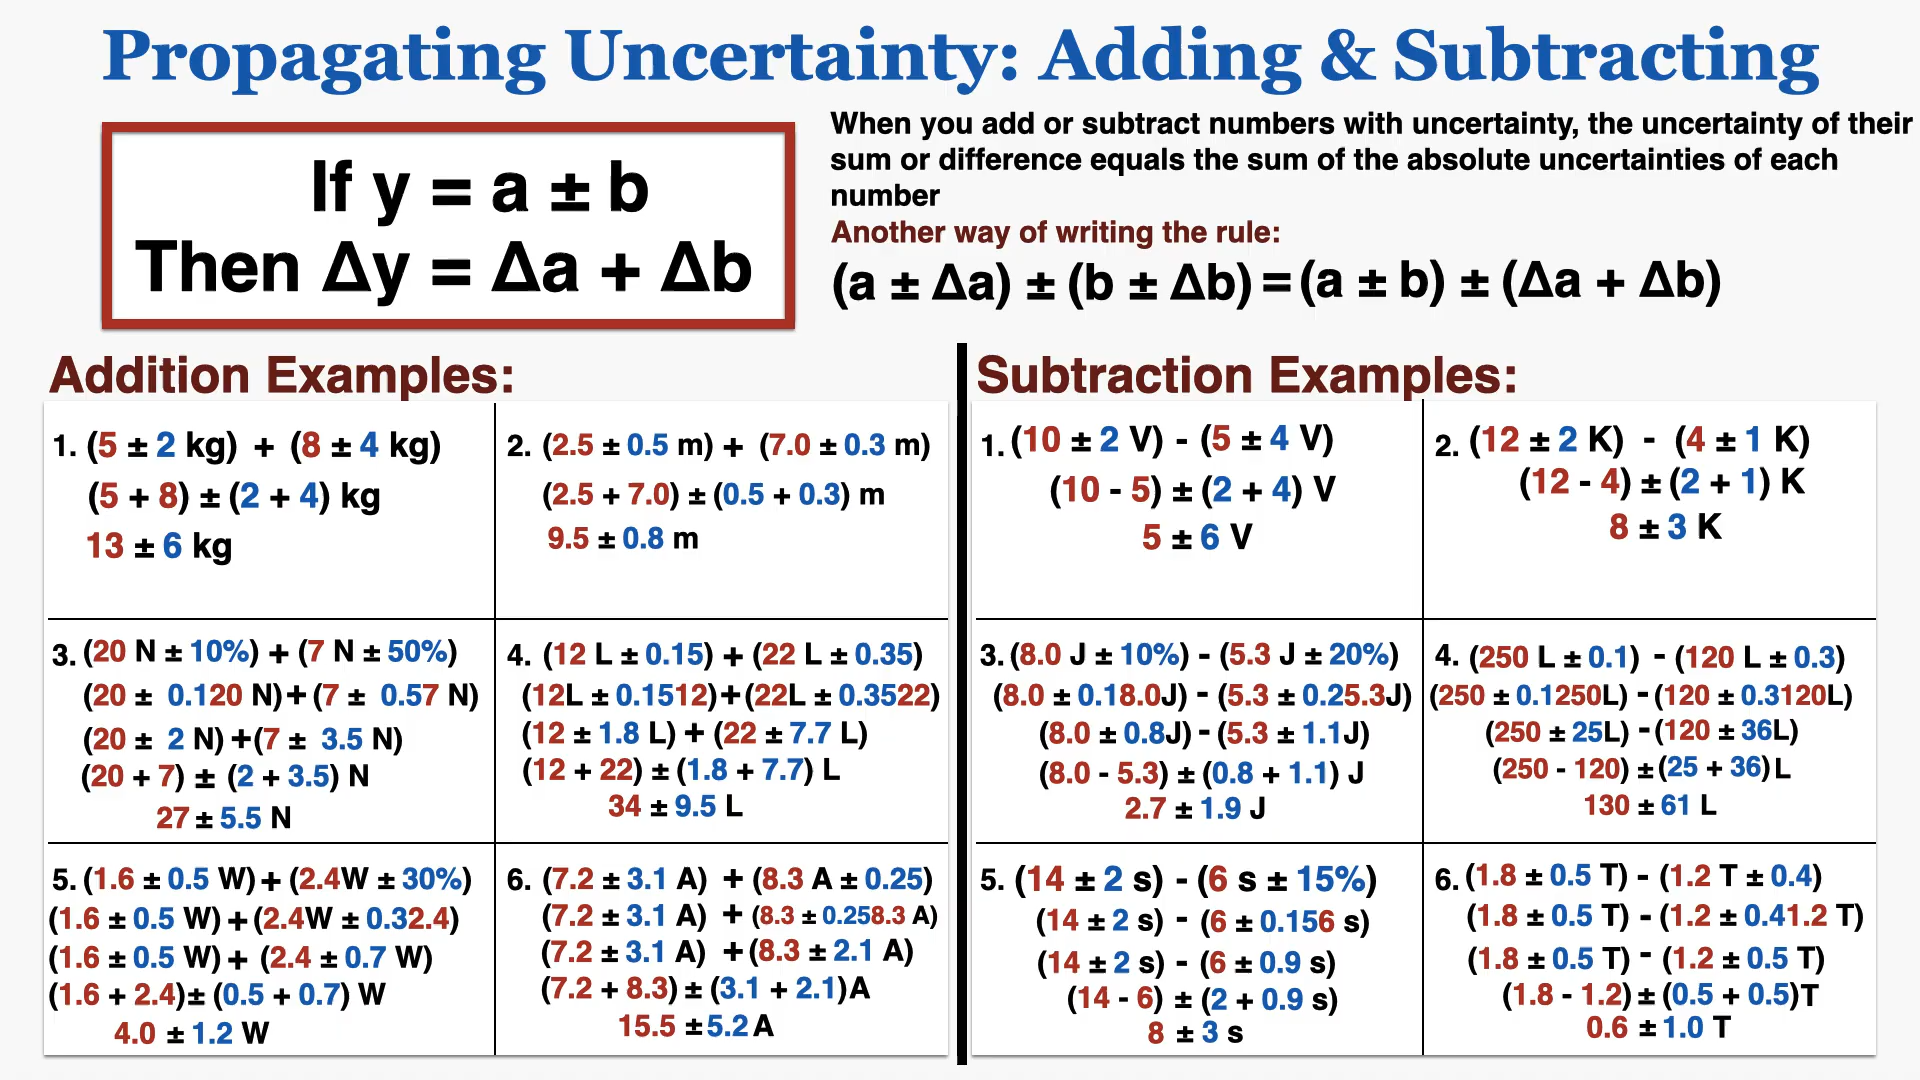 Propagating Uncertainty: Adding & Subtracting
If y = a ± b
Then Δy = Δa + Δb
When you add or subtract numbers with uncertainty, the uncertainty of their
sum or difference equals the sum of the absolute uncertainties of each
number
Another way of writing the rule:
(a ± Δa) ± (b ± Δb) = (a ± b) ± (Δa + Δb)
Addition Examples:
1. (5 ± 2 kg) + (8 ± 4 kg)
(5 + 8) ± (2 + 4) kg
13 ± 6 kg
2. (2.5 ± 0.5 m) + (7.0 ± 0.3 m)
(2.5 + 7.0) ± (0.5 + 0.3) m
9.5 ± 0.8 m
3. (20 N ± 10%) + (7 N ± 50%)
(20 ± 0.120 N) + (7 ± 0.57 N)
(20 ± 2 N) + (7 ± 3.5 N)
(20 + 7) ± (2 + 3.5) N
27 ± 5.5 N
4. (12 L ± 0.15) + (22 L ± 0.35)
(12L ± 0.1512) + (22L ± 0.3522)
(12 ± 1.8 L) + (22 ± 7.7 L)
(12 + 22) ± (1.8 + 7.7) L
34 ± 9.5 L
5. (1.6 ± 0.5 W) + (2.4W ± 30%)
(1.6 ± 0.5 W) + (2.4W ± 0.32.4)
(1.6 ± 0.5 W) + (2.4 ± 0.7 W)
(1.6 + 2.4) ± (0.5 + 0.7) W
4.0 ± 1.2 W
6. (7.2 ± 3.1 A) + (8.3 A ± 0.25)
(7.2 ± 3.1 A) + (8.3 ± 0.258.3 A)
(7.2 ± 3.1 A) + (8.3 ± 2.1 A)
(7.2 + 8.3) ± (3.1 + 2.1) A
15.5 ± 5.2 A
Subtraction Examples:
1. (10 ± 2 V) - (5 ± 4 V)
(10 - 5) ± (2 + 4) V
5 ± 6 V
2. (12 ± 2 K) - (4 ± 1 K)
(12 - 4) ± (2 + 1) K
8 ± 3 K
3. (8.0 J ± 10%) - (5.3 J ± 20%)
(8.0 ± 0.18.0J) - (5.3 ± 0.25.3J)
(8.0 ± 0.8J) - (5.3 ± 1.1J)
(8.0 - 5.3) ± (0.8 + 1.1) J
2.7 ± 1.9 J
4. (250 L ± 0.1) - (120 L ± 0.3)
(250 ± 0.1250L) - (120 ± 0.3120L)
(250 ± 25L) - (120 ± 36L)
(250 - 120) ± (25 + 36) L
130 ± 61 L
5. (14 ± 2 s) - (6 s ± 15%)
(14 ± 2 s) - (6 ± 0.156 s)
(14 ± 2 s) - (6 ± 0.9 s)
(14 - 6) ± (2 + 0.9 s)
8 ± 3 s
6. (1.8 ± 0.5 T) - (1.2 T ± 0.4)
(1.8 ± 0.5 T) - (1.2 ± 0.41.2 T)
(1.8 ± 0.5 T) - (1.2 ± 0.5 T)
(1.8 - 1.2) ± (0.5 + 0.5) T
0.6 ± 1.0 T